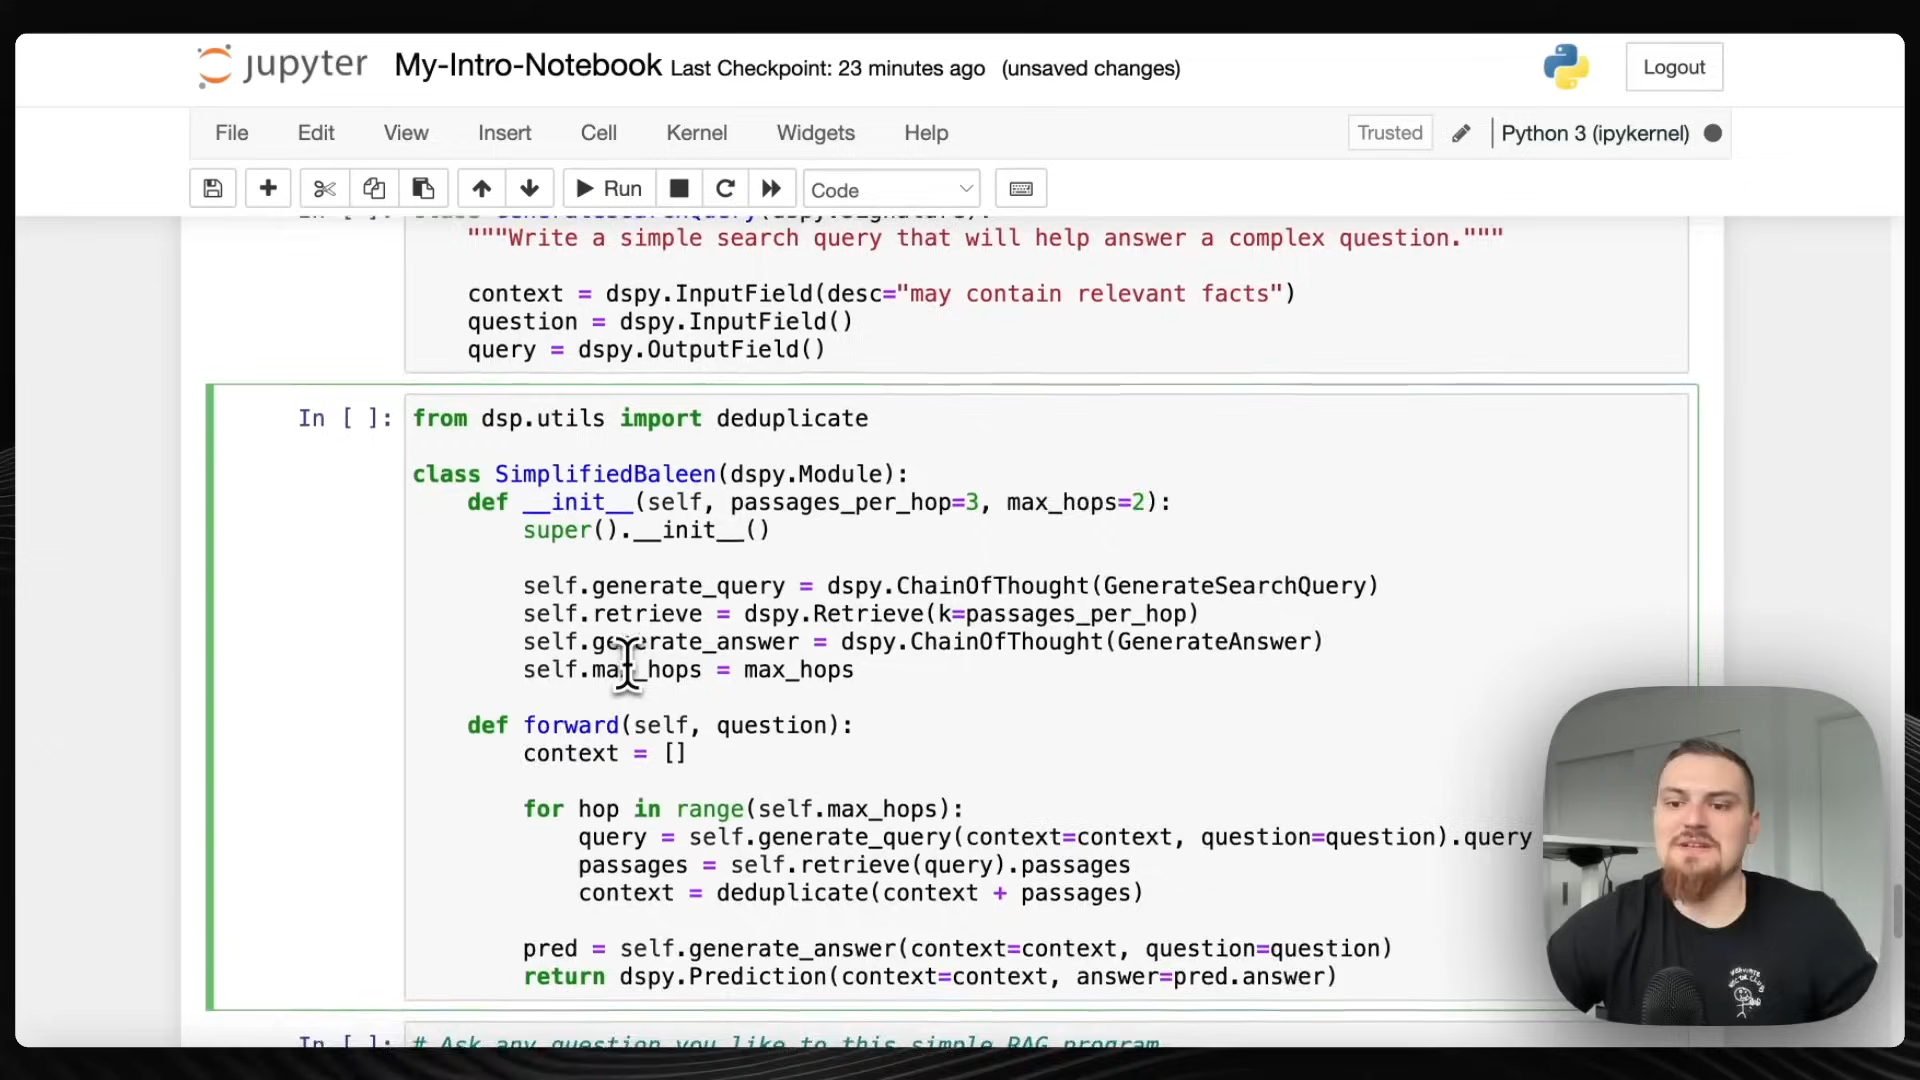 jupyter My-Intro-Notebook Last Checkpoint: 23 minutes ago (unsaved changes) Logout
File Edit View Insert Cell Kernel Widgets Help Trusted Python 3 (ipykernel)
Run Code
In [ ]: class GenerateSearchQuery(dspy.Signature):
"""Write a simple search query that will help answer a complex question."""
context = dspy.InputField(desc="may contain relevant facts")
question = dspy.InputField()
query = dspy.OutputField()
In [ ]: from dsp.utils import deduplicate
class SimplifiedBaleen(dspy.Module):
def __init__(self, passages_per_hop=3, max_hops=2):
super().__init__()
self.generate_query = dspy.ChainOfThought(GenerateSearchQuery)
self.retrieve = dspy.Retrieve(k=passages_per_hop)
self.generate_answer = dspy.ChainOfThought(GenerateAnswer)
self.max_hops = max_hops
def forward(self, question):
context = []
for hop in range(self.max_hops):
query = self.generate_query(context=context, question=question).query
passages = self.retrieve(query).passages
context = deduplicate(context + passages)
pred = self.generate_answer(context=context, question=question)
return dspy.Prediction(context=context, answer=pred.answer)
In [ ]: # Ask any question you like to this simple RAG program